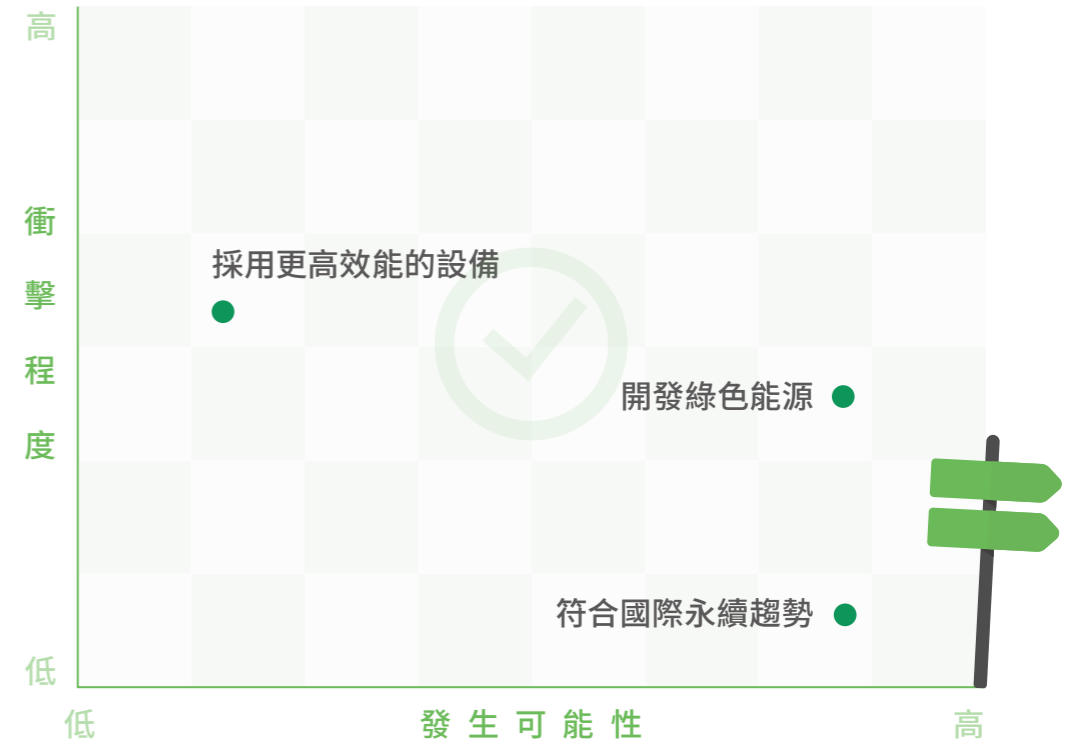 高
衝擊程度
採用更高效能的設備
開發綠色能源
符合國際永續趨勢
低
低
發生可能性
高